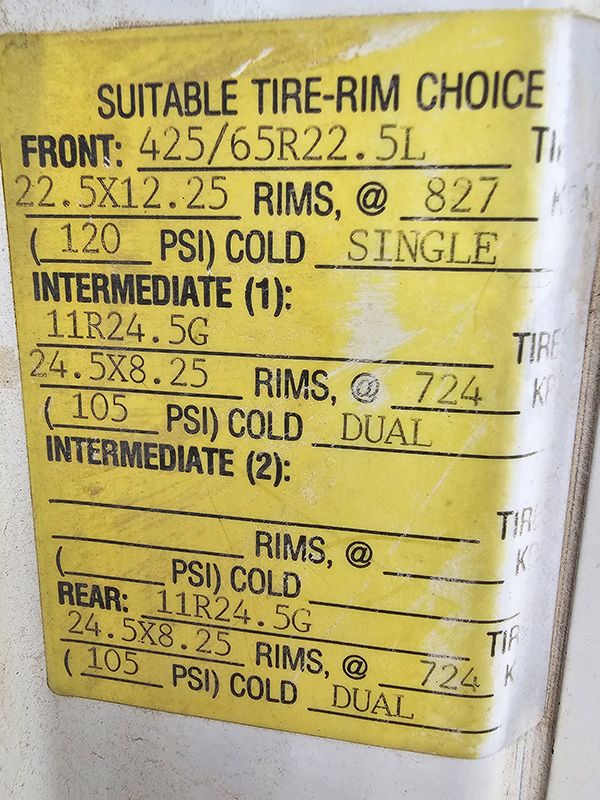 SUITABLE TIRE-RIM CHOICE
FRONT: 425/65R22.5L
22.5X12.25 RIMS, @ 827
( 120 PSI) COLD SINGLE
INTERMEDIATE (1):
11R24.5G TIRE
24.5X8.25 RIMS, @ 724
( 105 PSI) COLD DUAL
INTERMEDIATE (2):
RIMS, @
( PSI) COLD
REAR: 11R24.5G
24.5X8.25 RIMS, @ 724
( 105 PSI) COLD DUAL